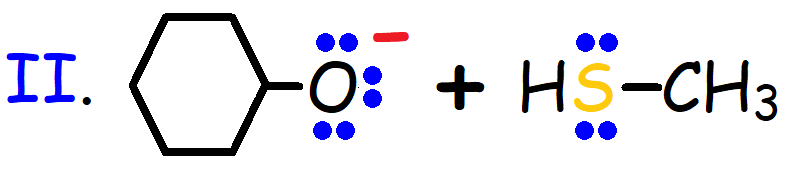 II. O⁻ + HS-CH₃